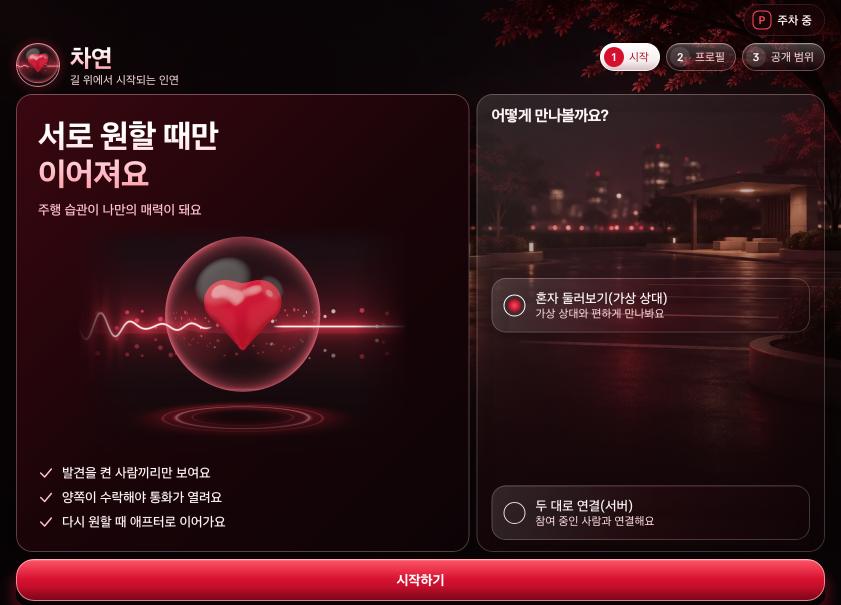 P 주차 중
차연
길 위에서 시작되는 인연
1 시작 2 프로필 3 공개 범위
서로 원할 때만
이어져요
주행 습관이 나만의 매력이 돼요
발견을 켠 사람끼리만 보여요
양쪽이 수락해야 통화가 열려요
다시 원할 때 애프터로 이어가요
어떻게 만나볼까요?
혼자 둘러보기(가상 상대)
가상 상대와 편하게 만나봐요
두 대로 연결(서버)
참여 중인 사람과 연결해요
시작하기